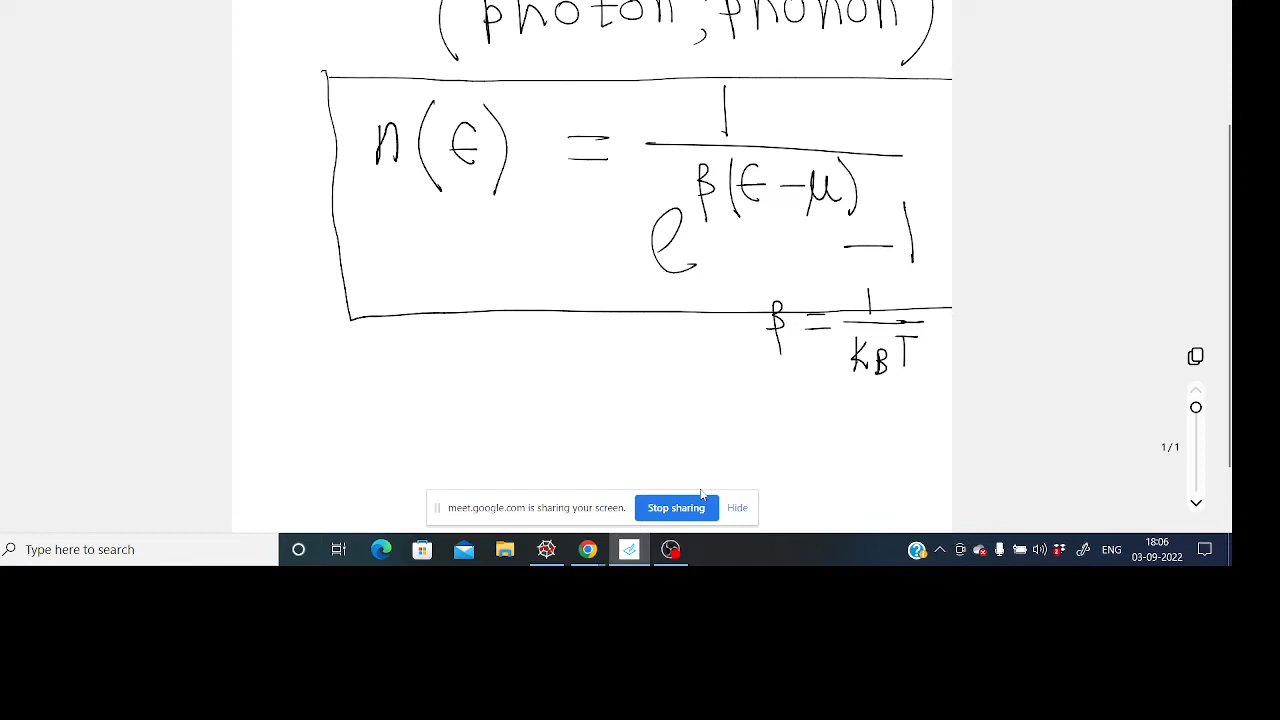 (photon, phonon)
n(ϵ) = 1 / e^β(ϵ-μ) - 1
β = 1 / K_B T
1/1
meet.google.com is sharing your screen. Stop sharing Hide
Type here to search
ENG
18:06
03-09-2022